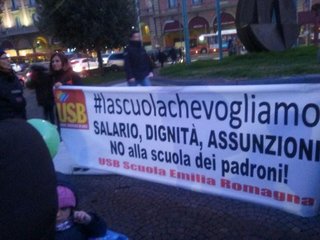 USB
#lascuolachevogliamo
SALARIO, DIGNITÀ, ASSUNZIONI
NO alla scuola dei padroni!
USB Scuola Emilia Romagna